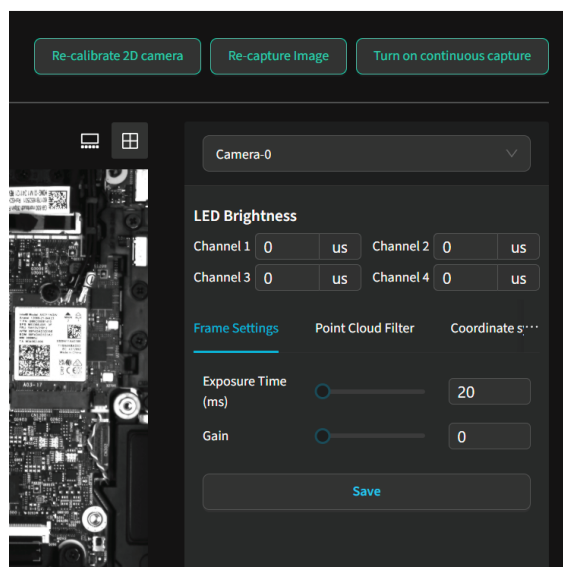 Re-calibrate 2D camera Re-capture Image Turn on continuous capture
Camera-0
LED Brightness
Channel 1 0 us Channel 2 0 us
Channel 3 0 us Channel 4 0 us
Frame Settings Point Cloud Filter Coordinate s···
Exposure Time
(ms)
20
Gain 0
Save
A03-17